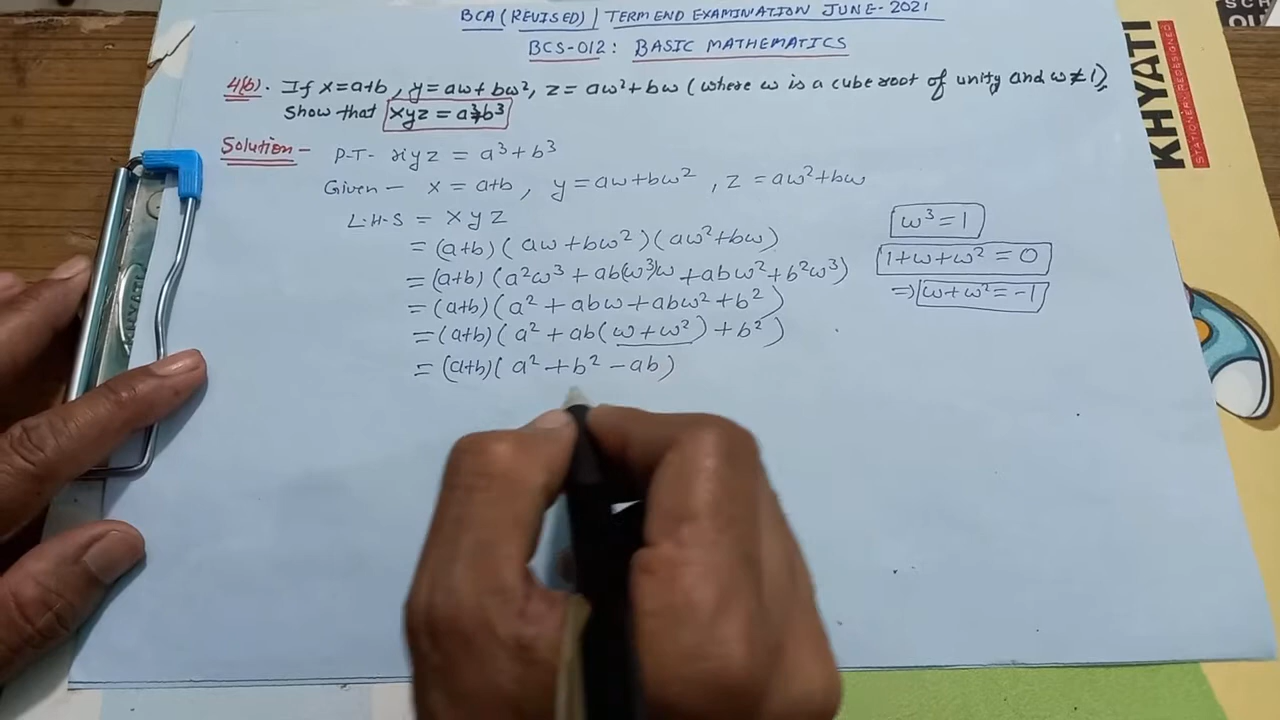 BCA (REVISED) | TERM END EXAMINATION JUNE-2021
BCS-012: BASIC MATHEMATICS
4(b). If x=a+b, y=aω+bω², z=aω²+bω (where ω is a cube root of unity and ω≠1),
Show that xyz = a³+b³
Solution- P.T- xyz = a³+b³
Given- x = a+b, y=aω+bω², z=aω²+bω
L.H.S = xyz
=(a+b)(aω+bω²)(aω²+bω)
=(a+b)(a²ω³+ab(ω³)ω+abω²+b²ω³)
=(a+b)(a²+abω+abω²+b²)
=(a+b)(a²+ab(ω+ω²)+b²)
=(a+b)(a²+b²-ab)
ω³=1
1+ω+ω²=0
⇒ω+ω²=-1
KHYATI
STATIONERY REDESIGNED
KHYATI